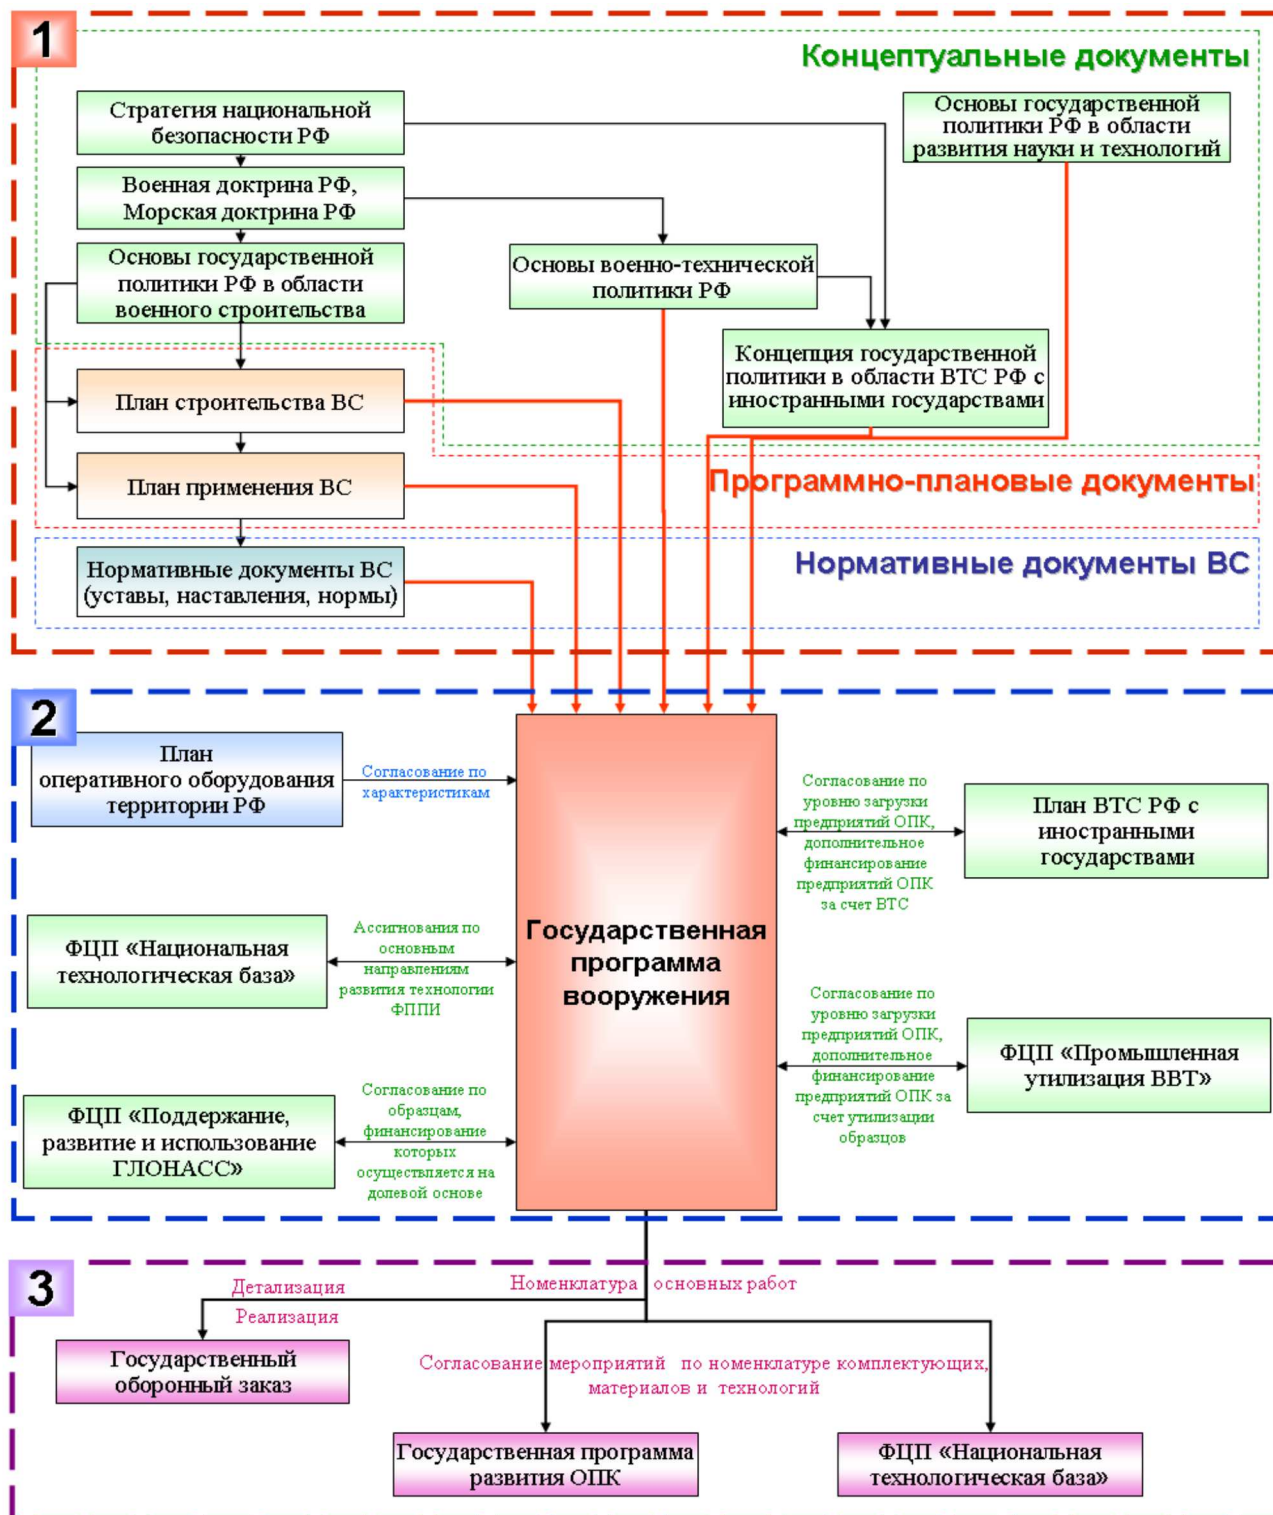 1
Концептуальные документы
Стратегия национальной
безопасности РФ
Основы государственной
политики РФ в области
развития науки и технологий
Военная доктрина РФ,
Морская доктрина РФ
Основы государственной
политики РФ в области
военного строительства
Основы военно-технической
политики РФ
Концепция государственной
политики в области ВТС РФ с
иностранными государствами
План строительства ВС
План применения ВС
Программно-плановые документы
Нормативные документы ВС
Нормативные документы ВС
(уставы, наставления, нормы)
2
План
оперативного оборудования
территории РФ
Согласование по
характеристикам
Согласование по
уровню загрузки
предприятий ОПК,
дополнительное
финансирование
предприятий ОПК
за счет ВТС
План ВТС РФ с
иностранными
государствами
ФЦП «Национальная
технологическая база»
Ассигнования по
основным
направлениям
развития технологии
ФППИ
Государственная
программа
вооружения
Согласование по
уровню загрузки
предприятий ОПК,
дополнительное
финансирование
предприятий ОПК за
счет утилизации
образцов
ФЦП «Промышленная
утилизация ВВТ»
ФЦП «Поддержание,
развитие и использование
ГЛОНАСС»
Согласование по
образцам,
финансирование
которых
осуществляется на
долевой основе
3
Детализация
Реализация
Номенклатура основных работ
Государственный
оборонный заказ
Согласование мероприятий по номенклатуре комплектующих,
материалов и технологий
Государственная программа
развития ОПК
ФЦП «Национальная
технологическая база»